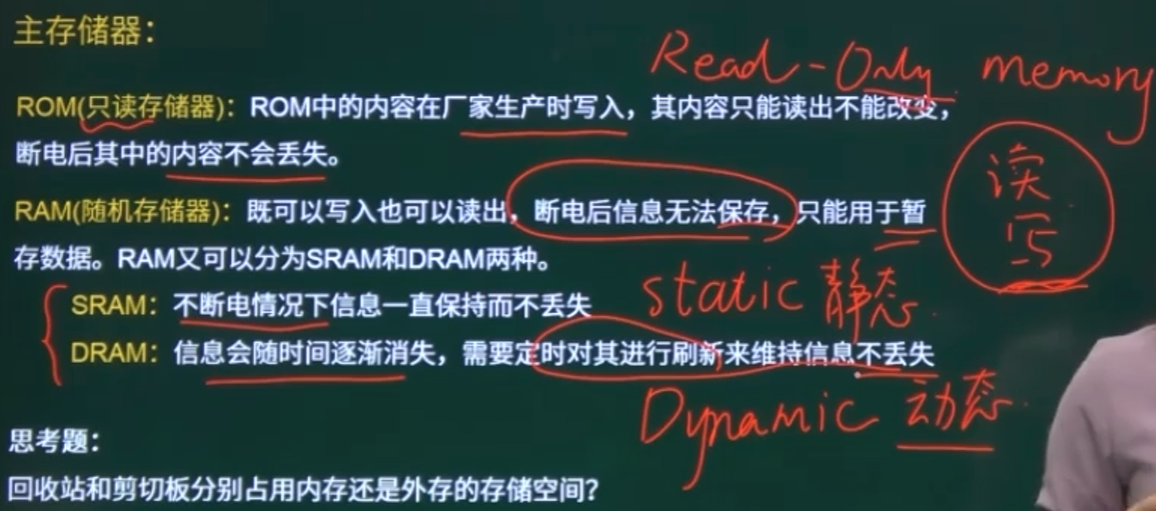 主存储器：
Read-Only memory
ROM(只读存储器)：ROM中的内容在厂家生产时写入，其内容只能读出不能改变，
断电后其中的内容不会丢失。
读
写
RAM(随机存储器)：既可以写入也可以读出，断电后信息无法保存，只能用于暂
存数据。RAM又可以分为SRAM和DRAM两种。
static 静态
SRAM：不断电情况下信息一直保持而不丢失
DRAM：信息会随时间逐渐消失，需要定时对其进行刷新来维持信息不丢失
Dynamic 动态
思考题：
回收站和剪切板分别占用内存还是外存的存储空间？